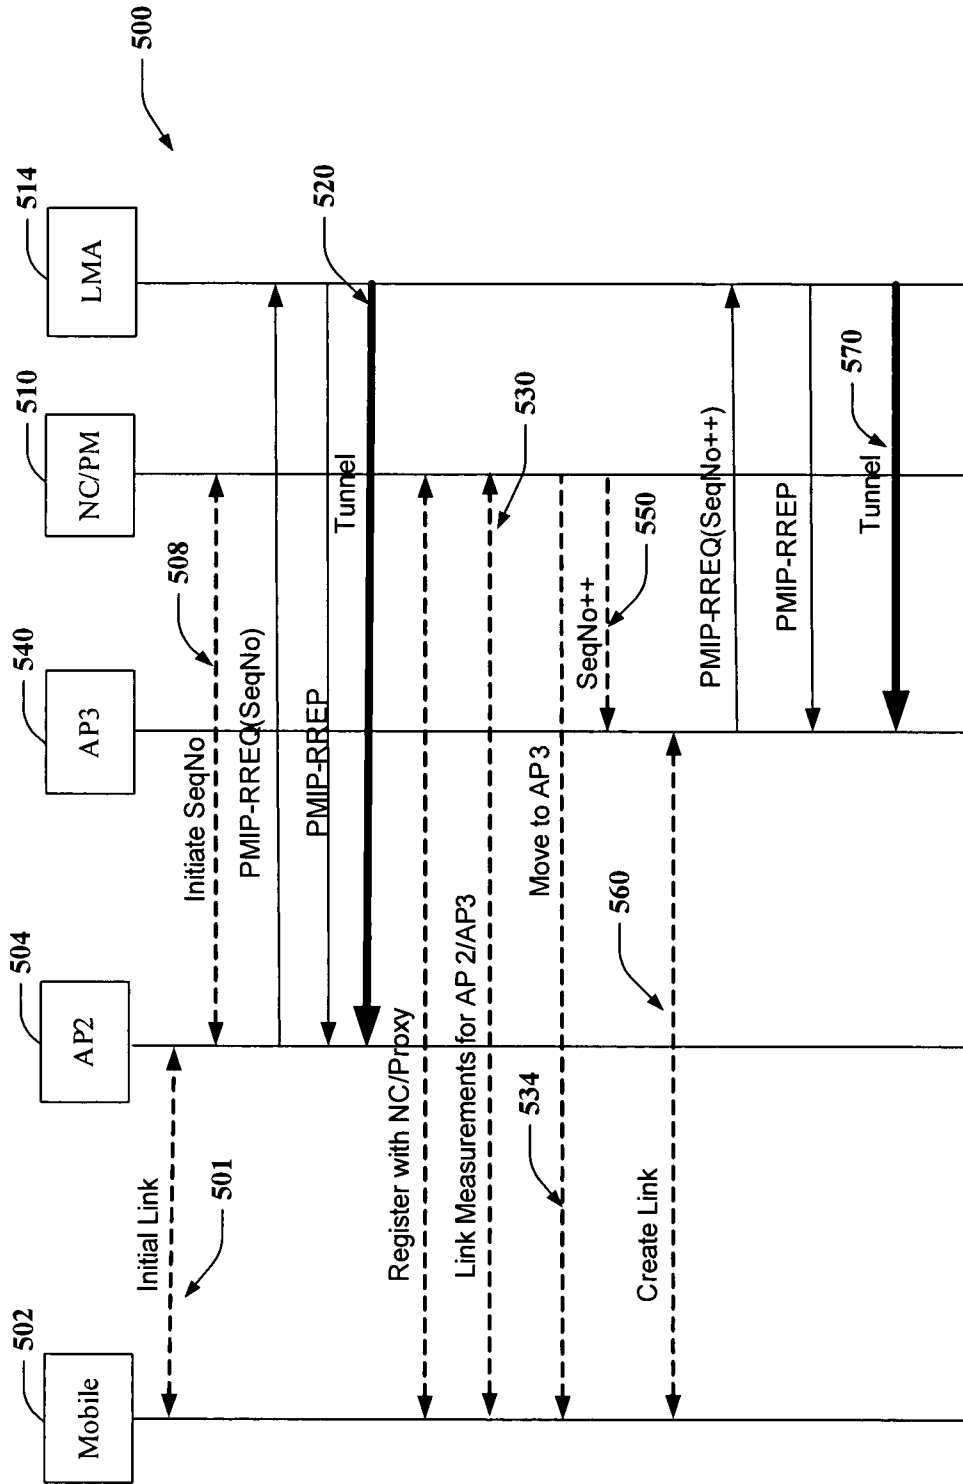 500
502
Mobile
504
AP2
540
AP3
510
NC/PM
514
LMA
Initial Link
501
Initiate SeqNo
508
PMIP-RREQ(SeqNo)
PMIP-RREP
Tunnel
520
Register with NC/Proxy
Link Measurements for AP 2/AP3
530
534
Move to AP3
SeqNo++
550
Create Link
560
PMIP-RREQ(SeqNo++)
PMIP-RREP
Tunnel
570